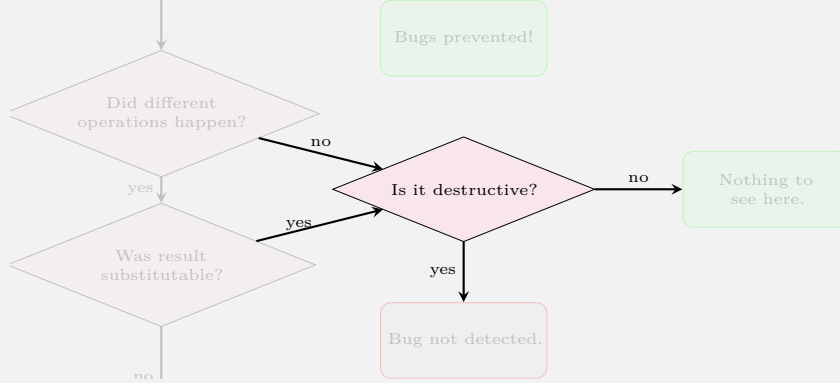 Bugs prevented!
Did different
operations happen?
no
Is it destructive?
no
Nothing to
see here.
yes
yes
Was result
substitutable?
yes
Bug not detected.
no